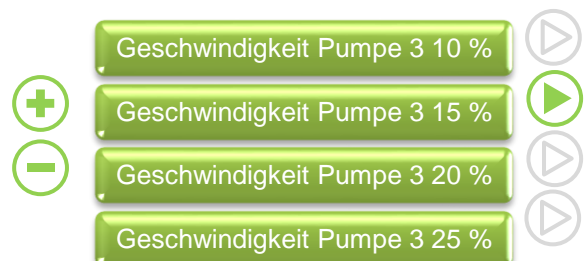 Geschwindigkeit Pumpe 3 10 %
Geschwindigkeit Pumpe 3 15 %
Geschwindigkeit Pumpe 3 20 %
Geschwindigkeit Pumpe 3 25 %